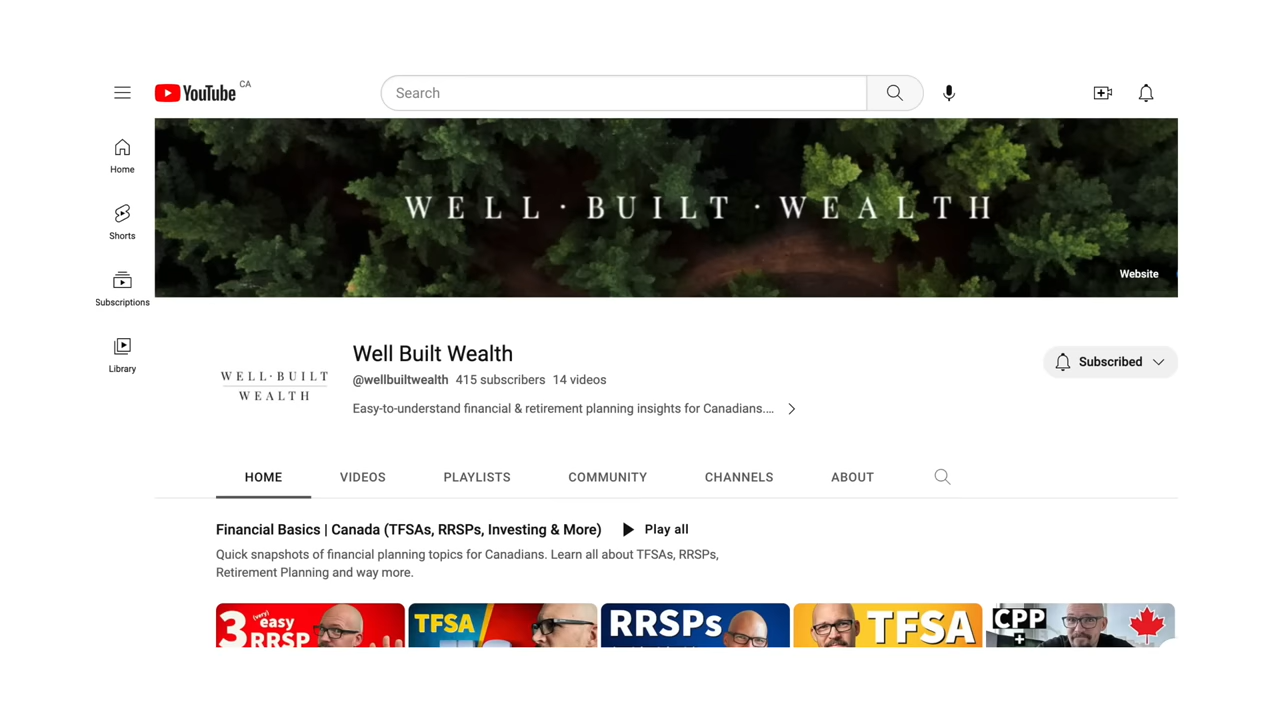 YouTube CA
Search
Home
Shorts
Subscriptions
Library
WELL · BUILT · WEALTH
Website
WELL · BUILT
WEALTH
Well Built Wealth
@wellbuiltwealth 415 subscribers 14 videos
Easy-to-understand financial & retirement planning insights for Canadians....
Subscribed
HOME VIDEOS PLAYLISTS COMMUNITY CHANNELS ABOUT
Financial Basics | Canada (TFSAs, RRSPs, Investing & More) Play all
Quick snapshots of financial planning topics for Canadians. Learn all about TFSAs, RRSPs,
Retirement Planning and way more.
3 (very) easy
RRSP
TFSA
RRSPs
TFSA
CPP
+